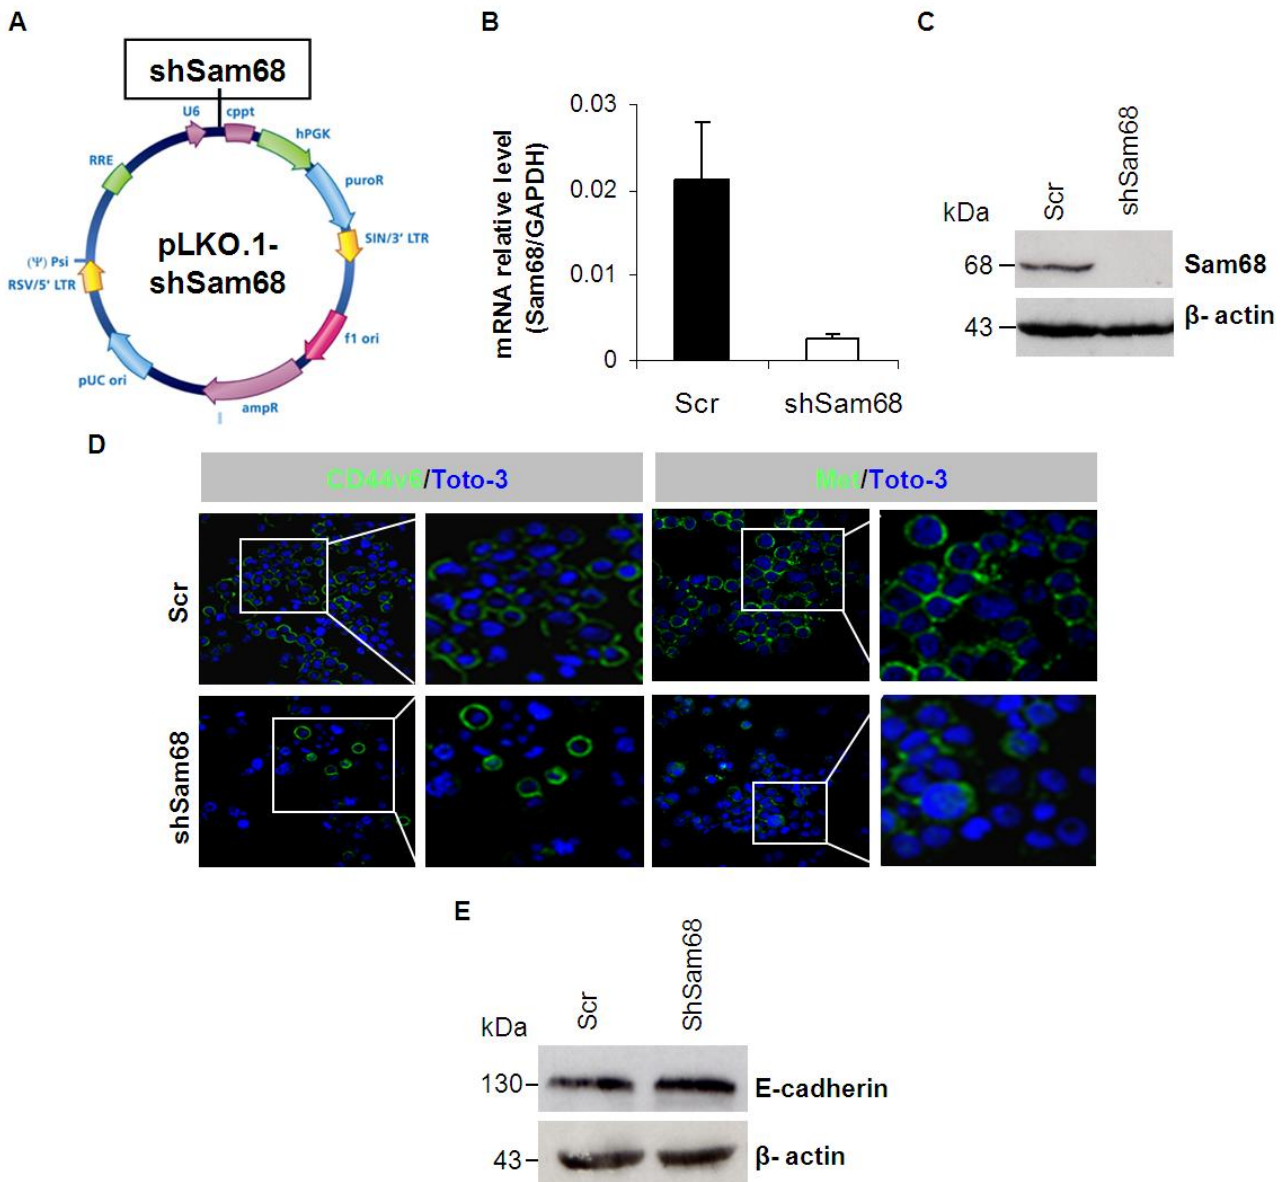 A
shSam68
U6
cppt
hPGK
RRE
puroR
pLKO.1-
shSam68
SIN/3' LTR
(Ψ) Psi
RSV/5' LTR
f1 ori
pUC ori
ampR
B
mRNA relative level
(Sam68/GAPDH)
0.03
0.02
0.01
0
Scr
shSam68
C
kDa
Scr
shSam68
68
Sam68
43
β- actin
D
CD44v6/Toto-3
Met/Toto-3
Scr
shSam68
E
kDa
Scr
ShSam68
130
E-cadherin
43
β- actin